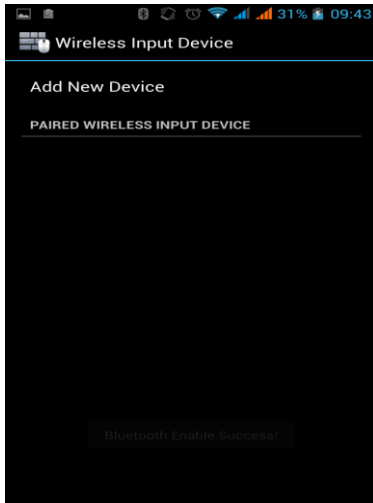 31% 09:43
Wireless Input Device
Add New Device
PAIRED WIRELESS INPUT DEVICE
Bluetooth Enable Success!